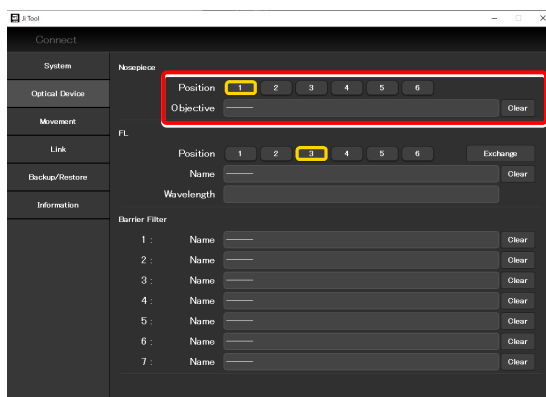 Ji Tool
Connect
System
Optical Device
Movement
Link
Backup/Restore
Information
Nosepiece
Position 1 2 3 4 5 6
Objective ―― Clear
FL
Position 1 2 3 4 5 6 Exchange
Name ―― Clear
Wavelength
Barrier Filter
1 : Name ―― Clear
2 : Name ―― Clear
3 : Name ―― Clear
4 : Name ―― Clear
5 : Name ―― Clear
6 : Name ―― Clear
7 : Name ―― Clear